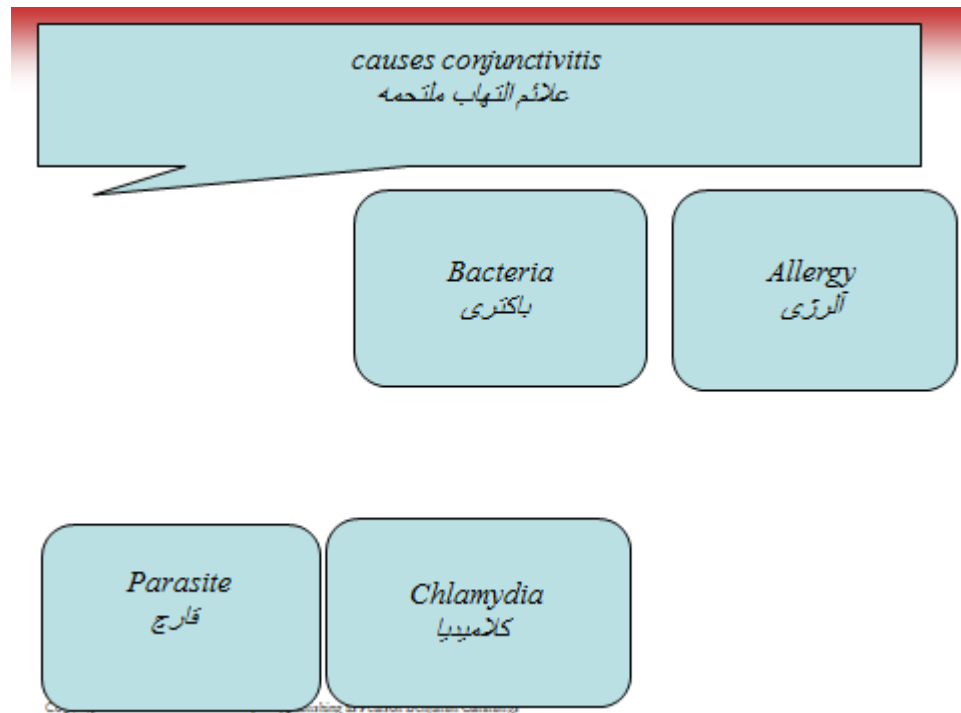 causes conjunctivitis
علائم التهاب ملتحمه
Bacteria
باکتری
Allergy
آلرژی
Parasite
قارچ
Chlamydia
کلامیدیا